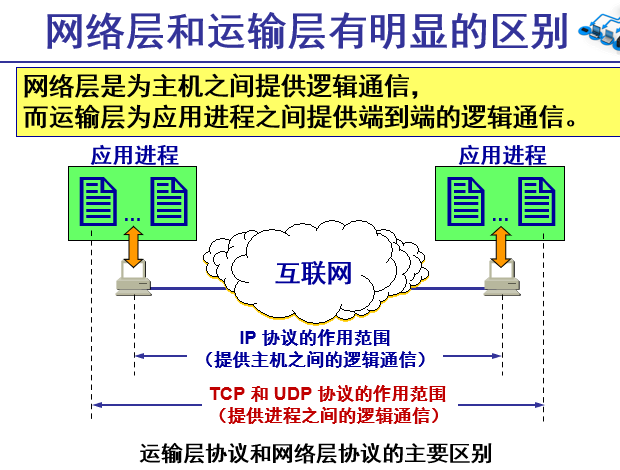 网络层和运输层有明显的区别
网络层是为主机之间提供逻辑通信，
而运输层为应用进程之间提供端到端的逻辑通信。
应用进程
应用进程
…
…
互联网
IP 协议的作用范围
（提供主机之间的逻辑通信）
TCP 和 UDP 协议的作用范围
（提供进程之间的逻辑通信）
运输层协议和网络层协议的主要区别